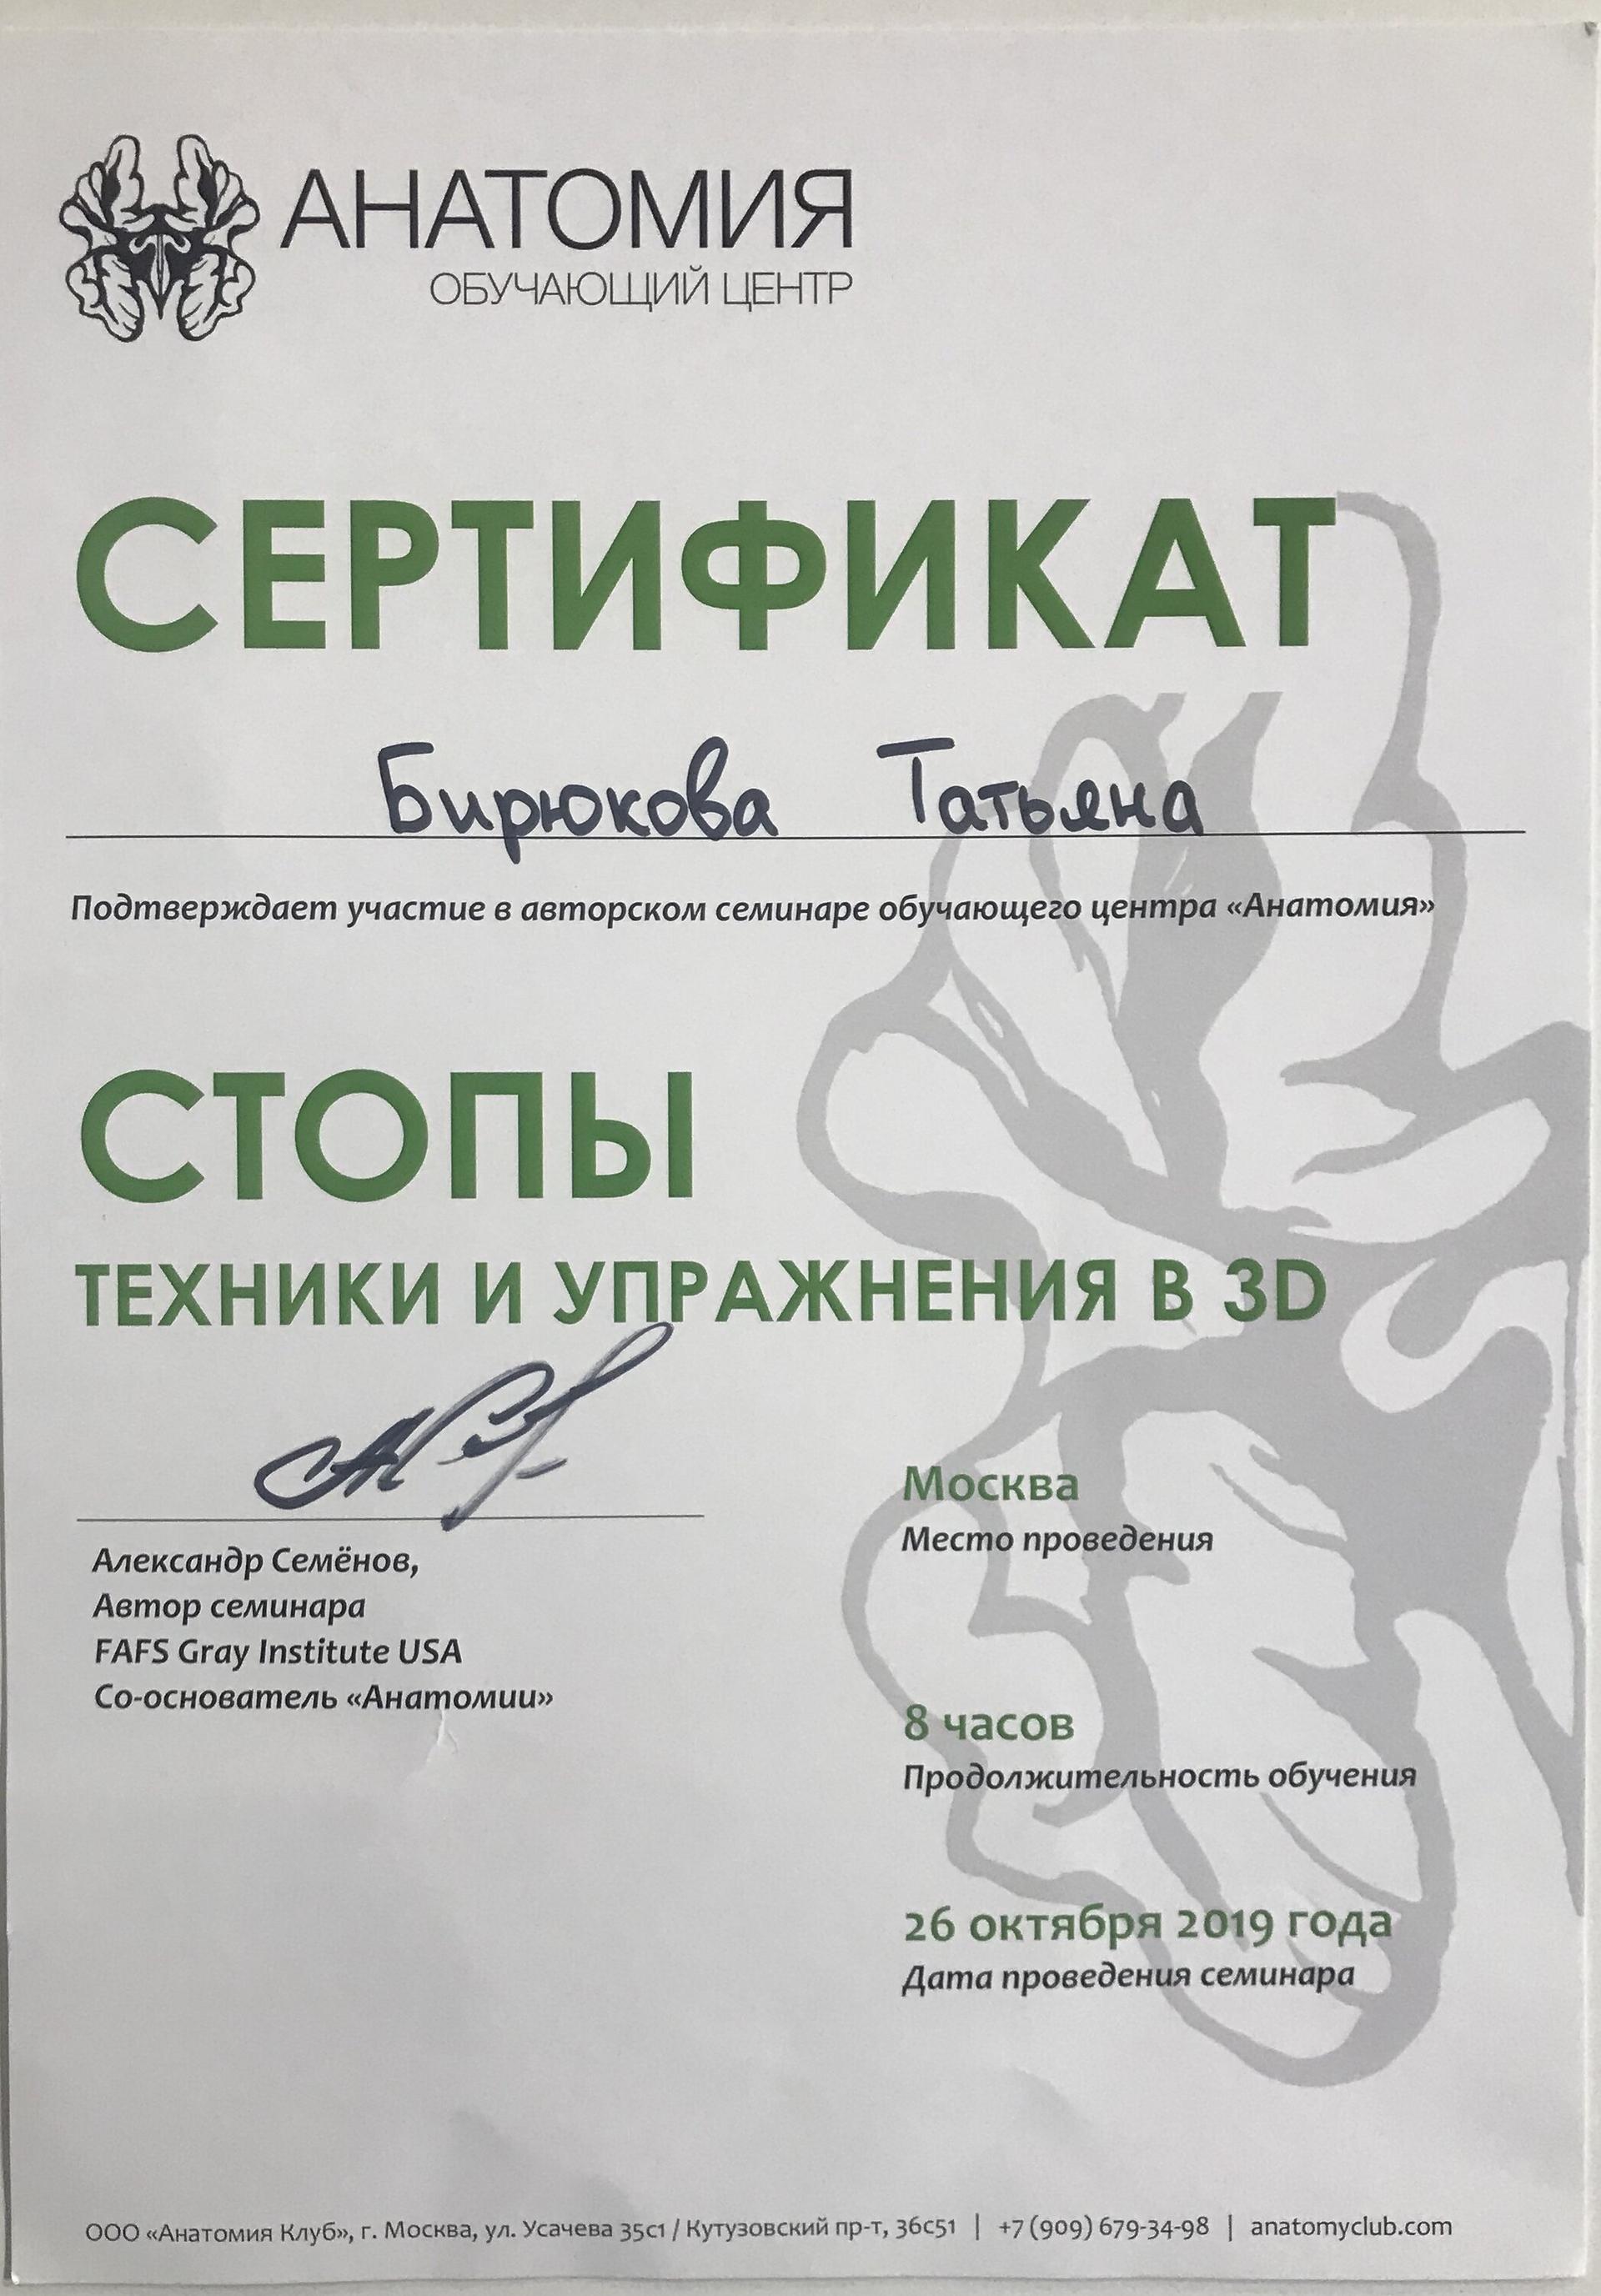 АНАТОМИЯ
ОБУЧАЮЩИЙ ЦЕНТР
СЕРТИФИКАТ
Бирюкова Татьяна
Подтверждает участие в авторском семинаре обучающего центра «Анатомия»
СТОПЫ
ТЕХНИКИ И УПРАЖНЕНИЯ В 3D
Александр Семёнов,
Автор семинара
FAFS Gray Institute USA
Со-основатель «Анатомии»
Москва
Место проведения
8 часов
Продолжительность обучения
26 октября 2019 года
Дата проведения семинара
ООО «Анатомия Клуб», г. Москва, ул. Усачева 35с1 / Кутузовский пр-т, 36с51 | +7 (909) 679-34-98 | anatomyclub.com